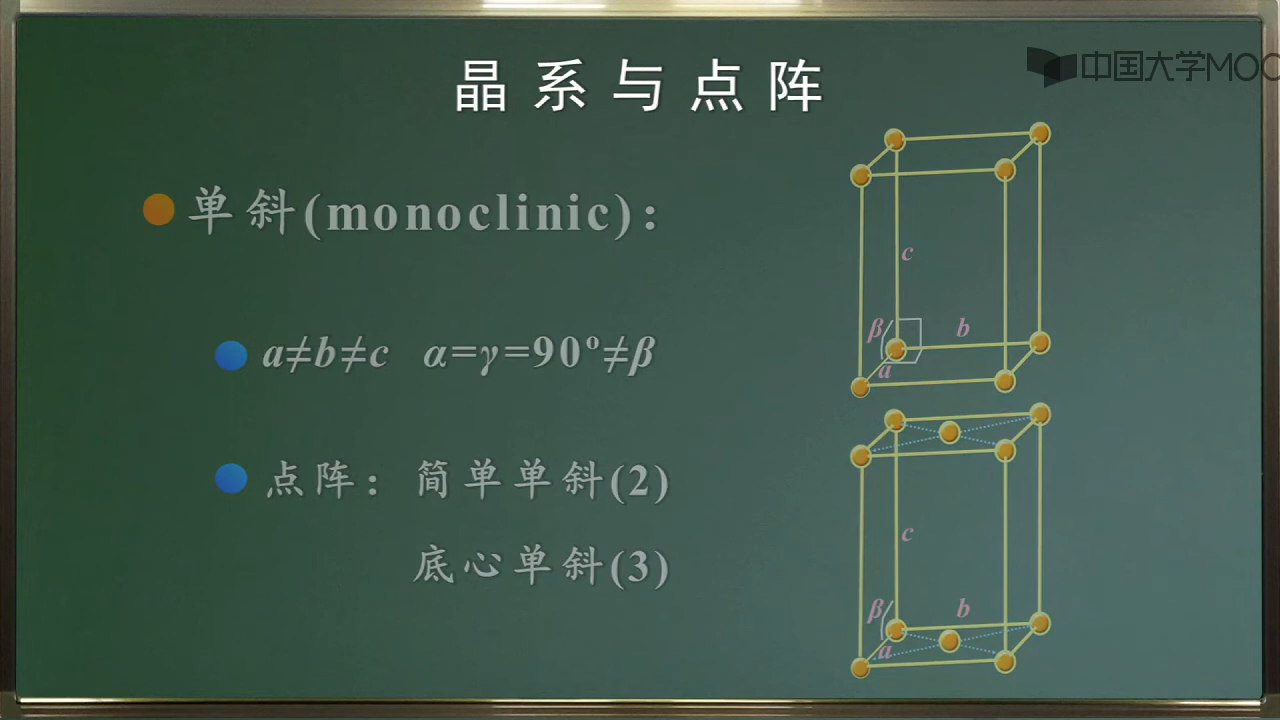 晶系与点阵
中国大学MOO
单斜(monoclinic):
a≠b≠c α=γ=90º≠β
点阵: 简单单斜(2)
底心单斜(3)
c
β
b
a
c
β
b
a